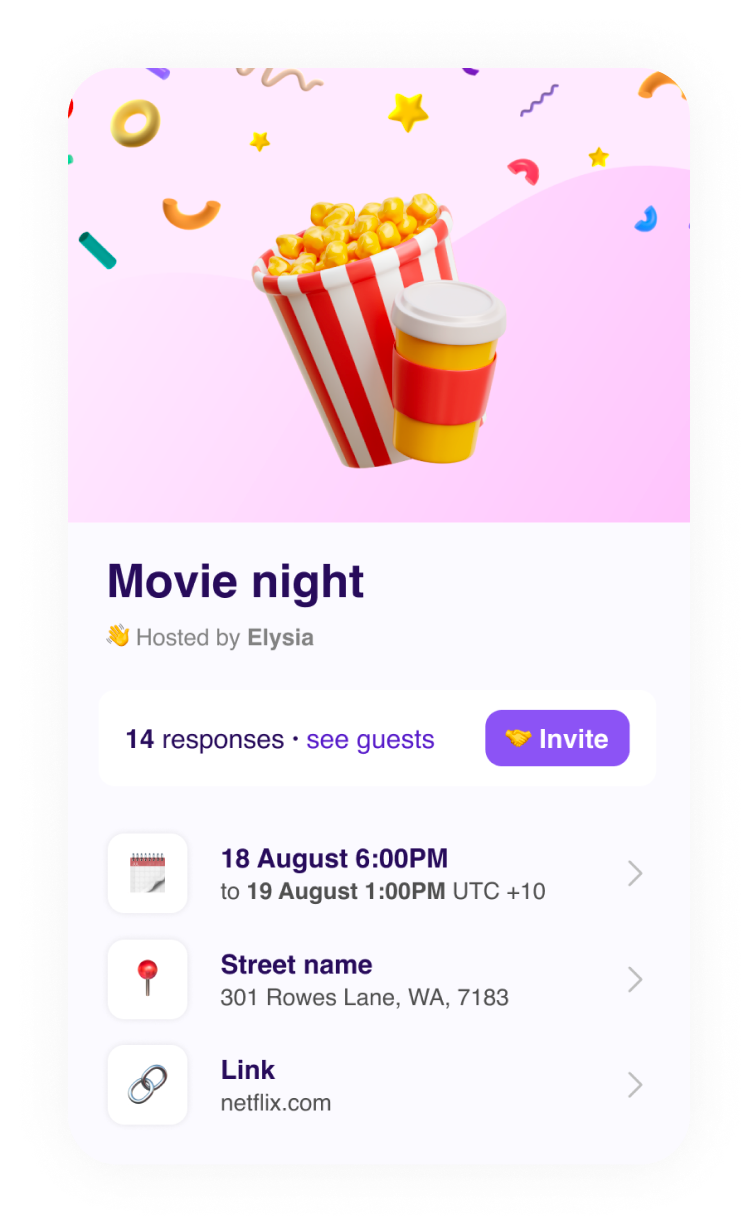 Movie night
👋 Hosted by Elysia
14 responses • see guests
🤝 Invite
18 August 6:00PM
to 19 August 1:00PM UTC +10
Street name
301 Rowes Lane, WA, 7183
Link
netflix.com